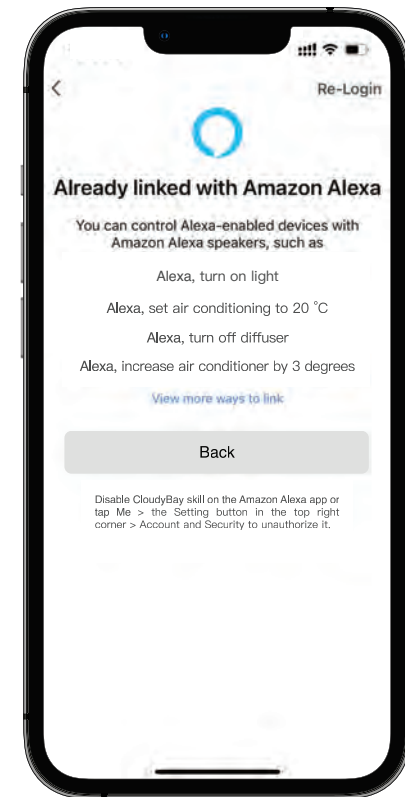 Re-Login
Already linked with Amazon Alexa
You can control Alexa-enabled devices with
Amazon Alexa speakers, such as
Alexa, turn on light
Alexa, set air conditioning to 20 °C
Alexa, turn off diffuser
Alexa, increase air conditioner by 3 degrees
View more ways to link
Back
Disable CloudyBay skill on the Amazon Alexa app or
tap Me > the Setting button in the top right
corner > Account and Security to unauthorize it.